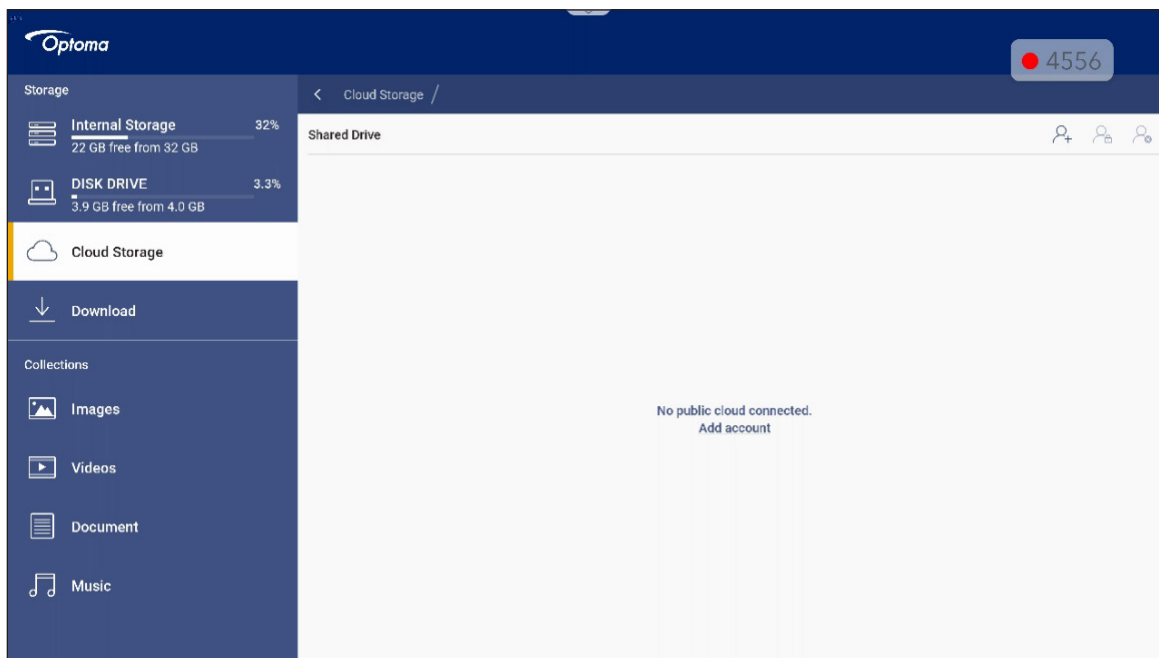 Optoma
4556
Storage
Cloud Storage /
Internal Storage 32%
22 GB free from 32 GB
DISK DRIVE 3.3%
3.9 GB free from 4.0 GB
Cloud Storage
Download
Collections
Images
Videos
Document
Music
Shared Drive
No public cloud connected.
Add account